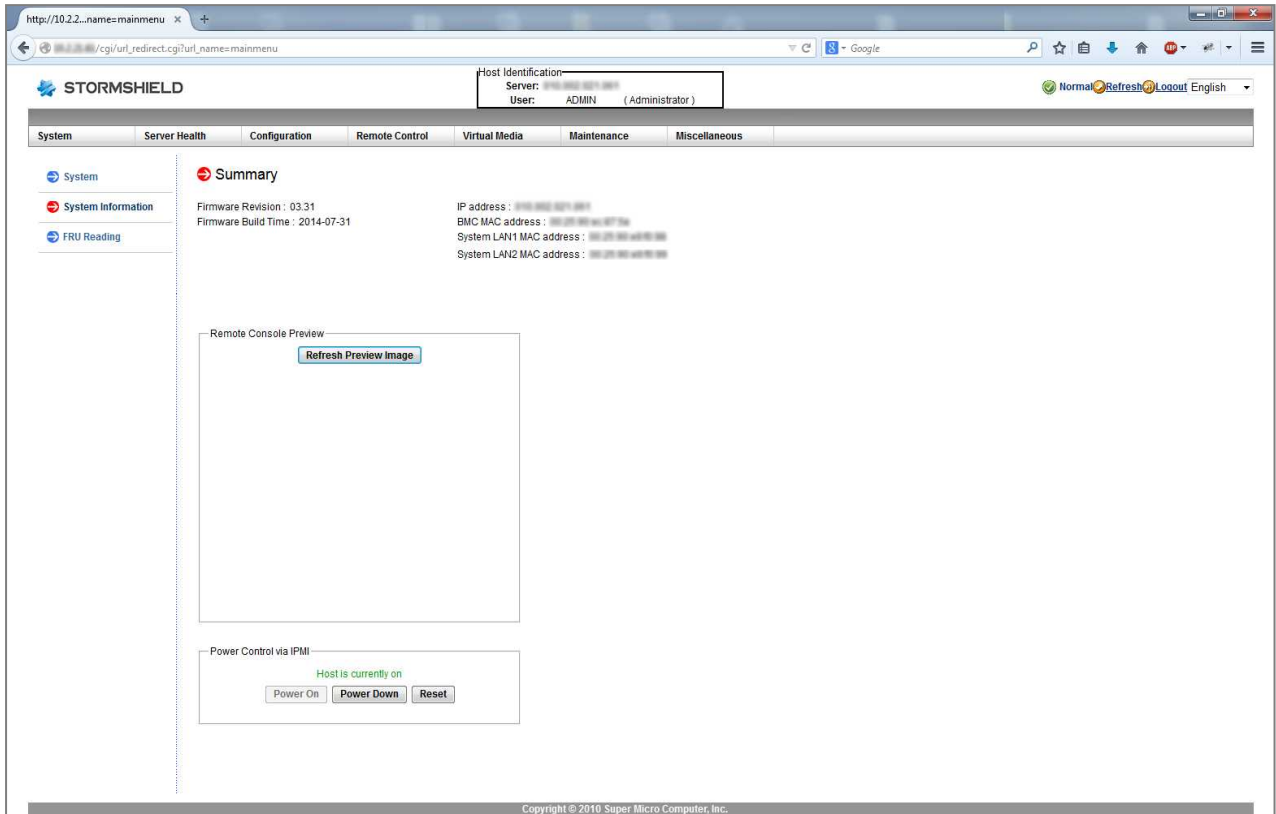 http://10.2.2...name=mainmenu
/cgi/url_redirect.cgi?url_name=mainmenu
Google
STORMSHIELD
Host Identification
Server:
User: ADMIN ( Administrator )
Normal Refresh Logout English
System Server Health Configuration Remote Control Virtual Media Maintenance Miscellaneous
System
System Information
FRU Reading
Summary
Firmware Revision : 03.31
Firmware Build Time : 2014-07-31
IP address :
BMC MAC address :
System LAN1 MAC address :
System LAN2 MAC address :
Remote Console Preview
Refresh Preview Image
Power Control via IPMI
Host is currently on
Power On Power Down Reset
Copyright © 2010 Super Micro Computer, Inc.